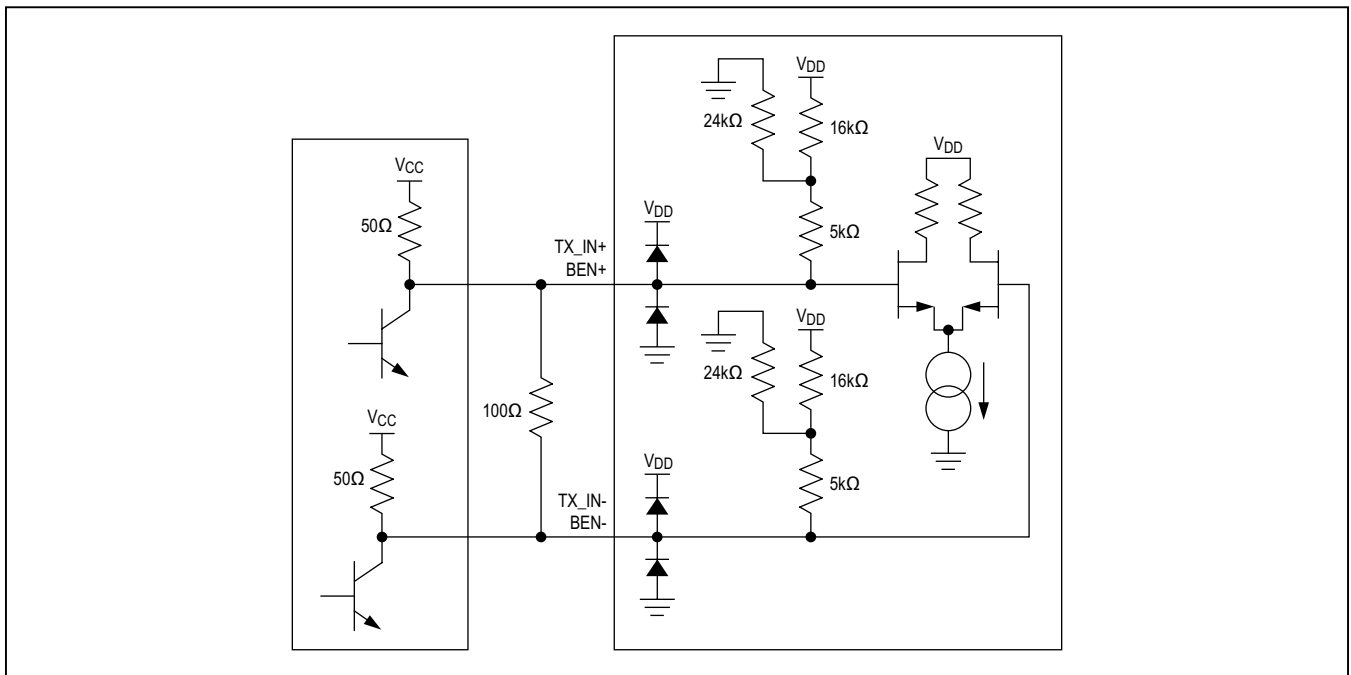 VDD
24kΩ
16kΩ
VDD
VCC
50Ω
VDD
5kΩ
TX_IN+
BEN+
VDD
24kΩ
16kΩ
100Ω
VCC
50Ω
VDD
5kΩ
TX_IN-
BEN-